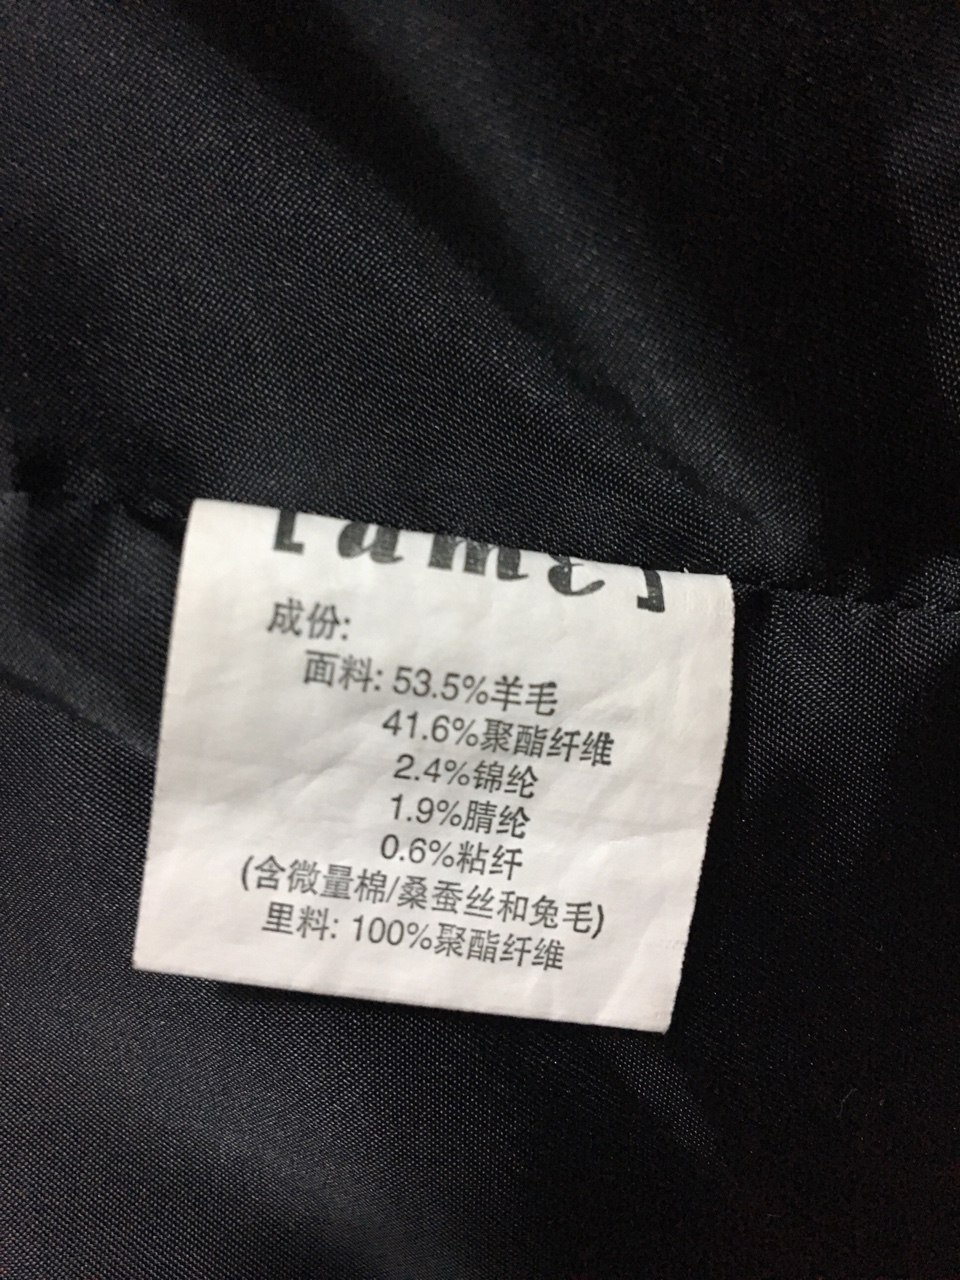 [ame]
成份:
面料: 53.5%羊毛
41.6%聚酯纤维
2.4%锦纶
1.9%腈纶
0.6%粘纤
(含微量棉/桑蚕丝和兔毛)
里料: 100%聚酯纤维